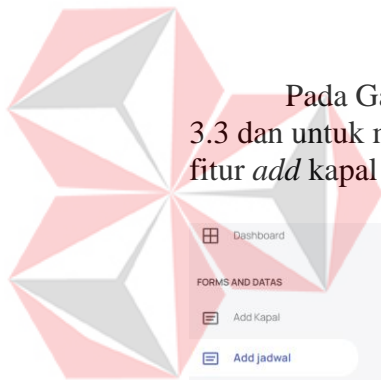 Pada Ga
3.3 dan untuk
fitur add kapal
Dashboard
FORMS AND DATAS
Add Kapal
Add jadwal